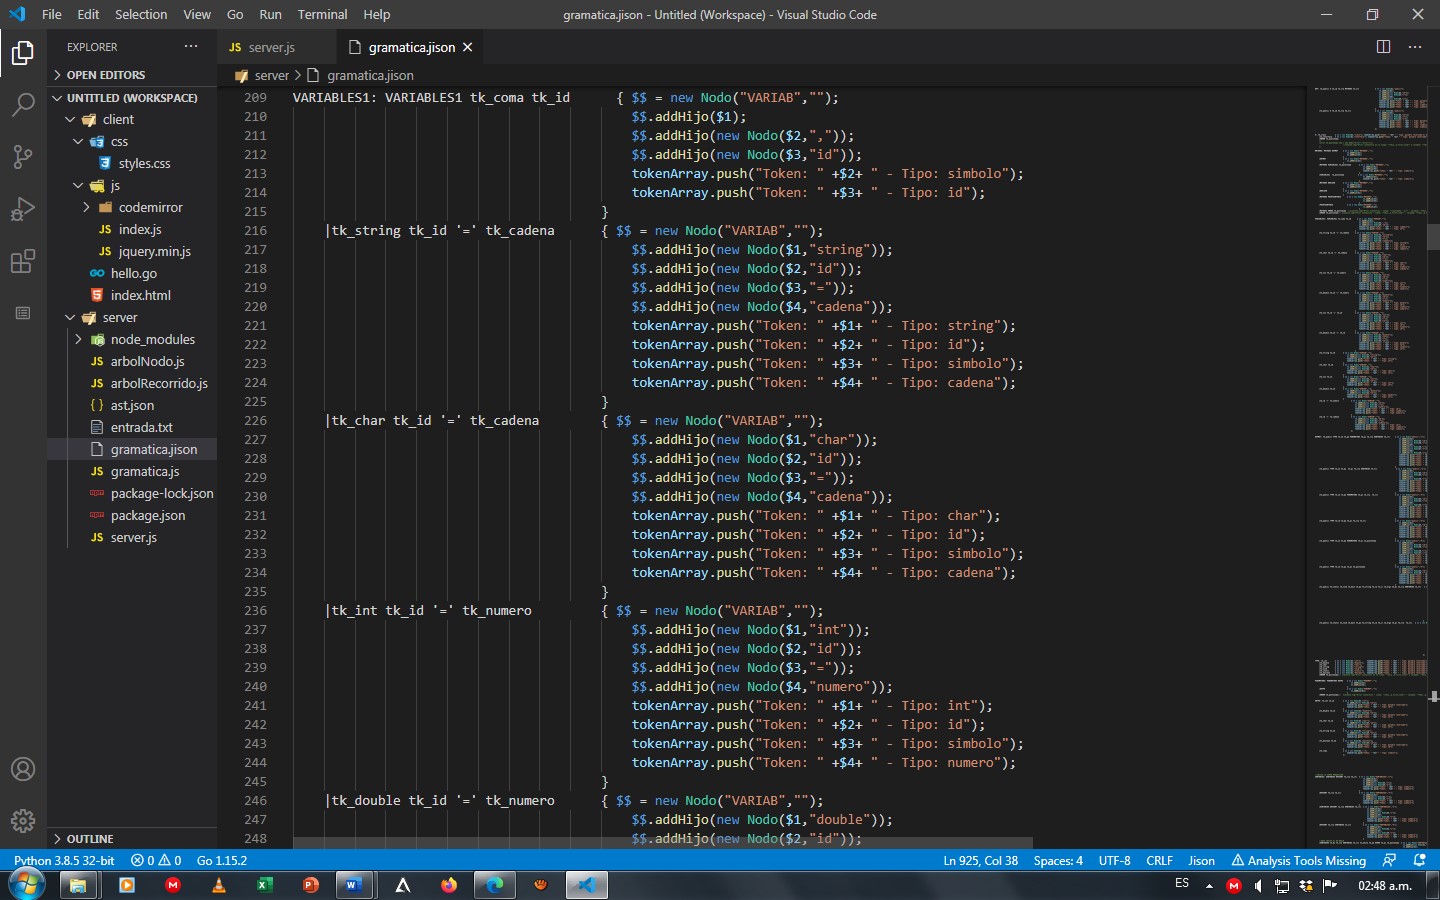 File Edit Selection View Go Run Terminal Help
gramatica.jison - Untitled (Workspace) - Visual Studio Code
EXPLORER
OPEN EDITORS
UNTITLED (WORKSPACE)
client
css
styles.css
js
codemirror
JS index.js
JS jquery.min.js
hello.go
index.html
server
node_modules
JS arbolNodo.js
JS arbolRecorrido.js
{ } ast.json
entrada.txt
gramatica.jison
JS gramatica.js
package-lock.json
package.json
JS server.js
OUTLINE
JS server.js
gramatica.jison
server > gramatica.jison
209 VARIABLES1: VARIABLES1 tk_coma tk_id { $$ = new Nodo("VARIAB","");
210 $$.addHijo($1);
211 $$.addHijo(new Nodo($2,","));
212 $$.addHijo(new Nodo($3,"id"));
213 tokenArray.push("Token: " +$2+ " - Tipo: simbolo");
214 tokenArray.push("Token: " +$3+ " - Tipo: id");
215 }
216 |tk_string tk_id '=' tk_cadena { $$ = new Nodo("VARIAB","");
217 $$.addHijo(new Nodo($1,"string"));
218 $$.addHijo(new Nodo($2,"id"));
219 $$.addHijo(new Nodo($3,"="));
220 $$.addHijo(new Nodo($4,"cadena"));
221 tokenArray.push("Token: " +$1+ " - Tipo: string");
222 tokenArray.push("Token: " +$2+ " - Tipo: id");
223 tokenArray.push("Token: " +$3+ " - Tipo: simbolo");
224 tokenArray.push("Token: " +$4+ " - Tipo: cadena");
225 }
226 |tk_char tk_id '=' tk_cadena { $$ = new Nodo("VARIAB","");
227 $$.addHijo(new Nodo($1,"char"));
228 $$.addHijo(new Nodo($2,"id"));
229 $$.addHijo(new Nodo($3,"="));
230 $$.addHijo(new Nodo($4,"cadena"));
231 tokenArray.push("Token: " +$1+ " - Tipo: char");
232 tokenArray.push("Token: " +$2+ " - Tipo: id");
233 tokenArray.push("Token: " +$3+ " - Tipo: simbolo");
234 tokenArray.push("Token: " +$4+ " - Tipo: cadena");
235 }
236 |tk_int tk_id '=' tk_numero { $$ = new Nodo("VARIAB","");
237 $$.addHijo(new Nodo($1,"int"));
238 $$.addHijo(new Nodo($2,"id"));
239 $$.addHijo(new Nodo($3,"="));
240 $$.addHijo(new Nodo($4,"numero"));
241 tokenArray.push("Token: " +$1+ " - Tipo: int");
242 tokenArray.push("Token: " +$2+ " - Tipo: id");
243 tokenArray.push("Token: " +$3+ " - Tipo: simbolo");
244 tokenArray.push("Token: " +$4+ " - Tipo: numero");
245 }
246 |tk_double tk_id '=' tk_numero { $$ = new Nodo("VARIAB","");
247 $$.addHijo(new Nodo($1,"double"));
248 $$.addHijo(new Nodo($2,"id"));
Python 3.8.5 32-bit 0 0 Go 1.15.2
Ln 925, Col 38 Spaces: 4 UTF-8 CRLF Jison Analysis Tools Missing
ES 02:48 a.m.